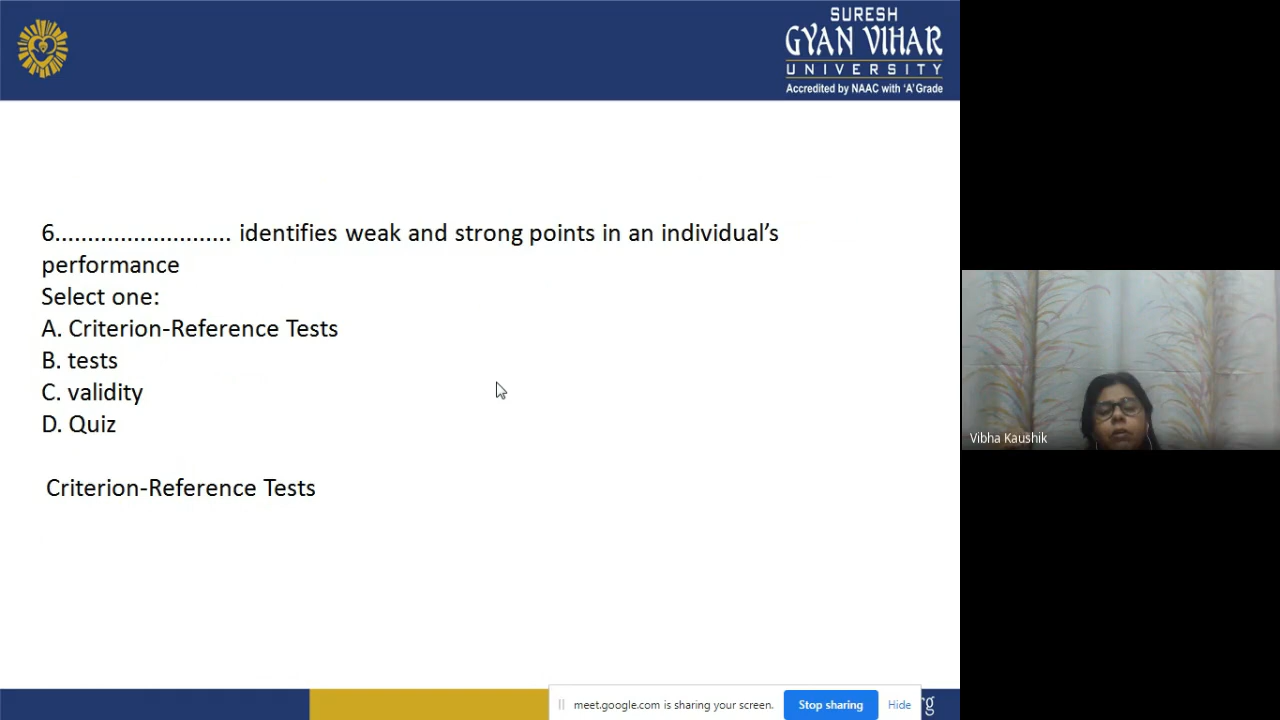 SURESH
GYAN VIHAR
UNIVERSITY
Accredited by NAAC with 'A' Grade
6........................... identifies weak and strong points in an individual's
performance
Select one:
A. Criterion-Reference Tests
B. tests
C. validity
D. Quiz
Criterion-Reference Tests
Vibha Kaushik
meet.google.com is sharing your screen.
Stop sharing
Hide